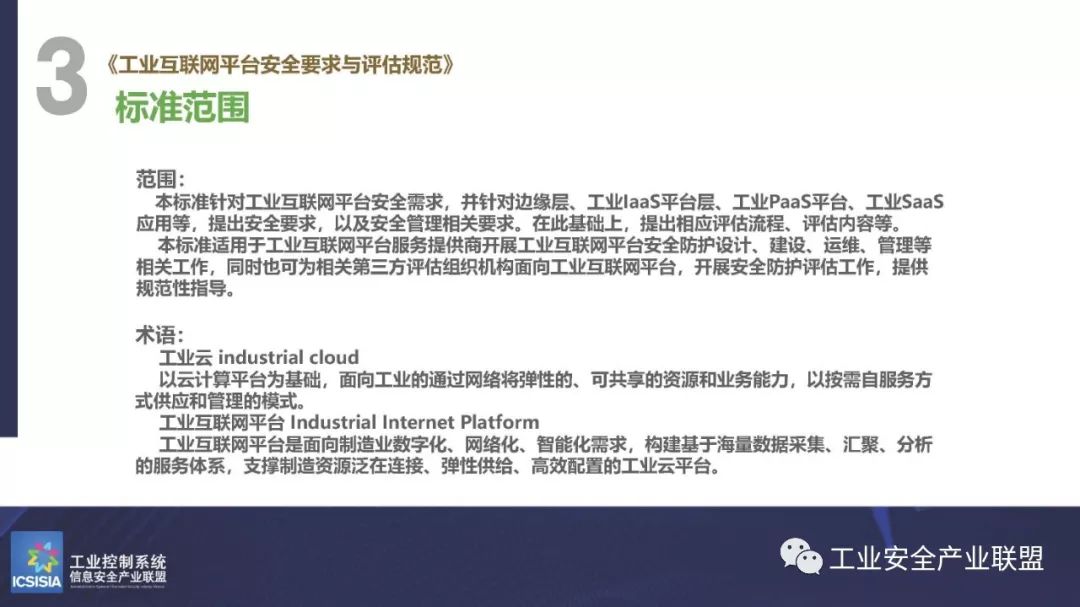 3
《工业互联网平台安全要求与评估规范》
标准范围
范围：
本标准针对工业互联网平台安全需求，并针对边缘层、工业IaaS平台层、工业PaaS平台、工业SaaS
应用等，提出安全要求，以及安全管理相关要求。在此基础上，提出相应评估流程、评估内容等。
本标准适用于工业互联网平台服务提供商开展工业互联网平台安全防护设计、建设、运维、管理等
相关工作，同时也可为相关第三方评估组织机构面向工业互联网平台，开展安全防护评估工作，提供
规范性指导。
术语：
工业云 industrial cloud
以云计算平台为基础，面向工业的通过网络将弹性的、可共享的资源和业务能力，以按需自服务方
式供应和管理的模式。
工业互联网平台 Industrial Internet Platform
工业互联网平台是面向制造业数字化、网络化、智能化需求，构建基于海量数据采集、汇聚、分析
的服务体系，支撑制造资源泛在连接、弹性供给、高效配置的工业云平台。
ICSISIA
工业控制系统
信息安全产业联盟
工业安全产业联盟